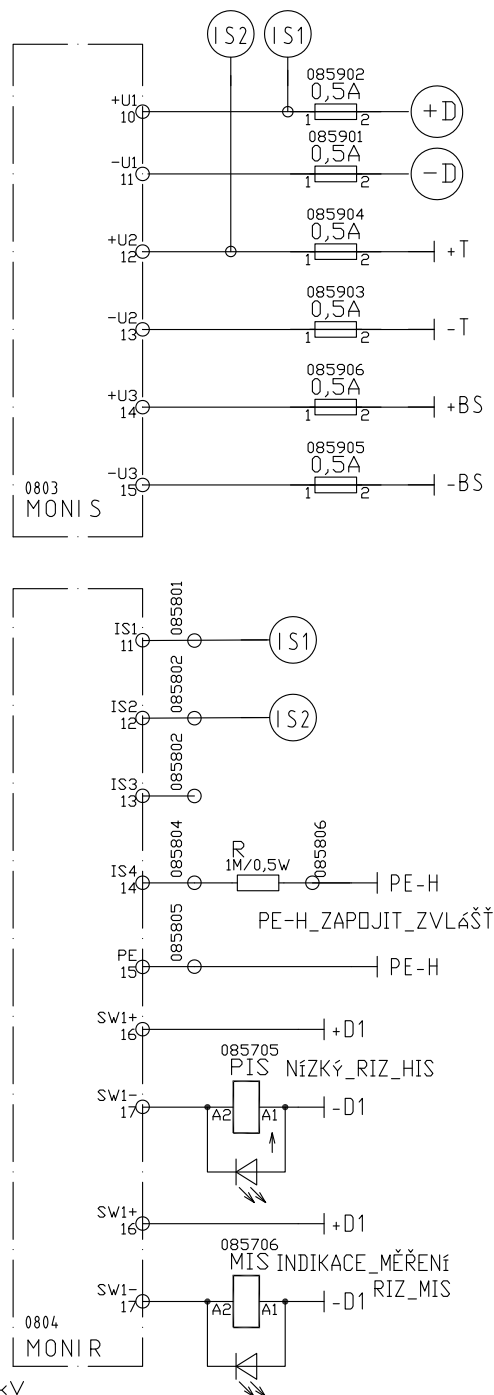 IS2
IS1
085902
0,5A
+U1
10
1
2
+D
085901
0,5A
-U1
11
1
2
-D
085904
0,5A
+U2
12
1
2
+T
085903
0,5A
-U2
13
1
2
-T
085906
0,5A
+U3
14
1
2
+BS
085905
0,5A
-U3
15
1
2
-BS
0803
MONIS
085801
IS1
11
IS1
085802
IS2
12
IS2
085802
IS3
13
085804
R
1M/0,5W
085806
IS4
14
PE-H
PE-H_ZAPOJIT_ZVLÁŠŤ
085805
PE
15
PE-H
SW1+
16
+D1
085705
PIS
NÍZKÝ_RIZ_HIS
SW1-
17
A2
A1
-D1
SW1+
16
+D1
085706
MIS
INDIKACE_MĚŘENÍ
RIZ_MIS
SW1-
17
A2
A1
-D1
0804
MONIR